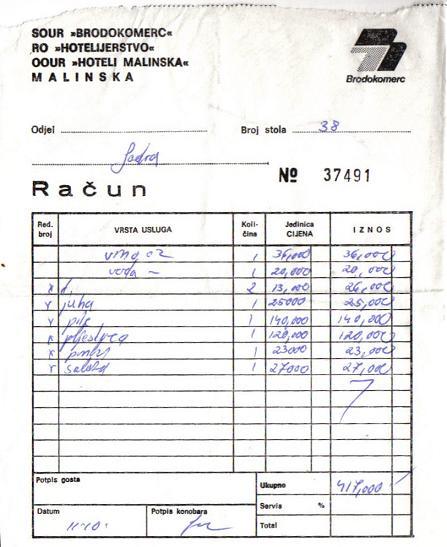 SOUR »BRODOKOMERC«
RO »HOTELIJERSTVO«
OOUR »HOTELI MALINSKA«
MALINSKA
Brodokomerc
Odjel
Broj stola 38
№ 37491
Račun
Red. broj VRSTA USLUGA Količina Jedinica CIJENA IZNOS
1 36,000 36,000
voda 1 20,000 20,000
x 2 13,000 26,000
juha 1 25000 25,000
1 140,000 140,000
x pljeskavica 1 120,000 120,000
x 1 23000 23,000
salata 1 27000 27,000
Potpis gosta
Ukupno 417,000
Servis %
Datum 11.10.
Potpis konobara
Total